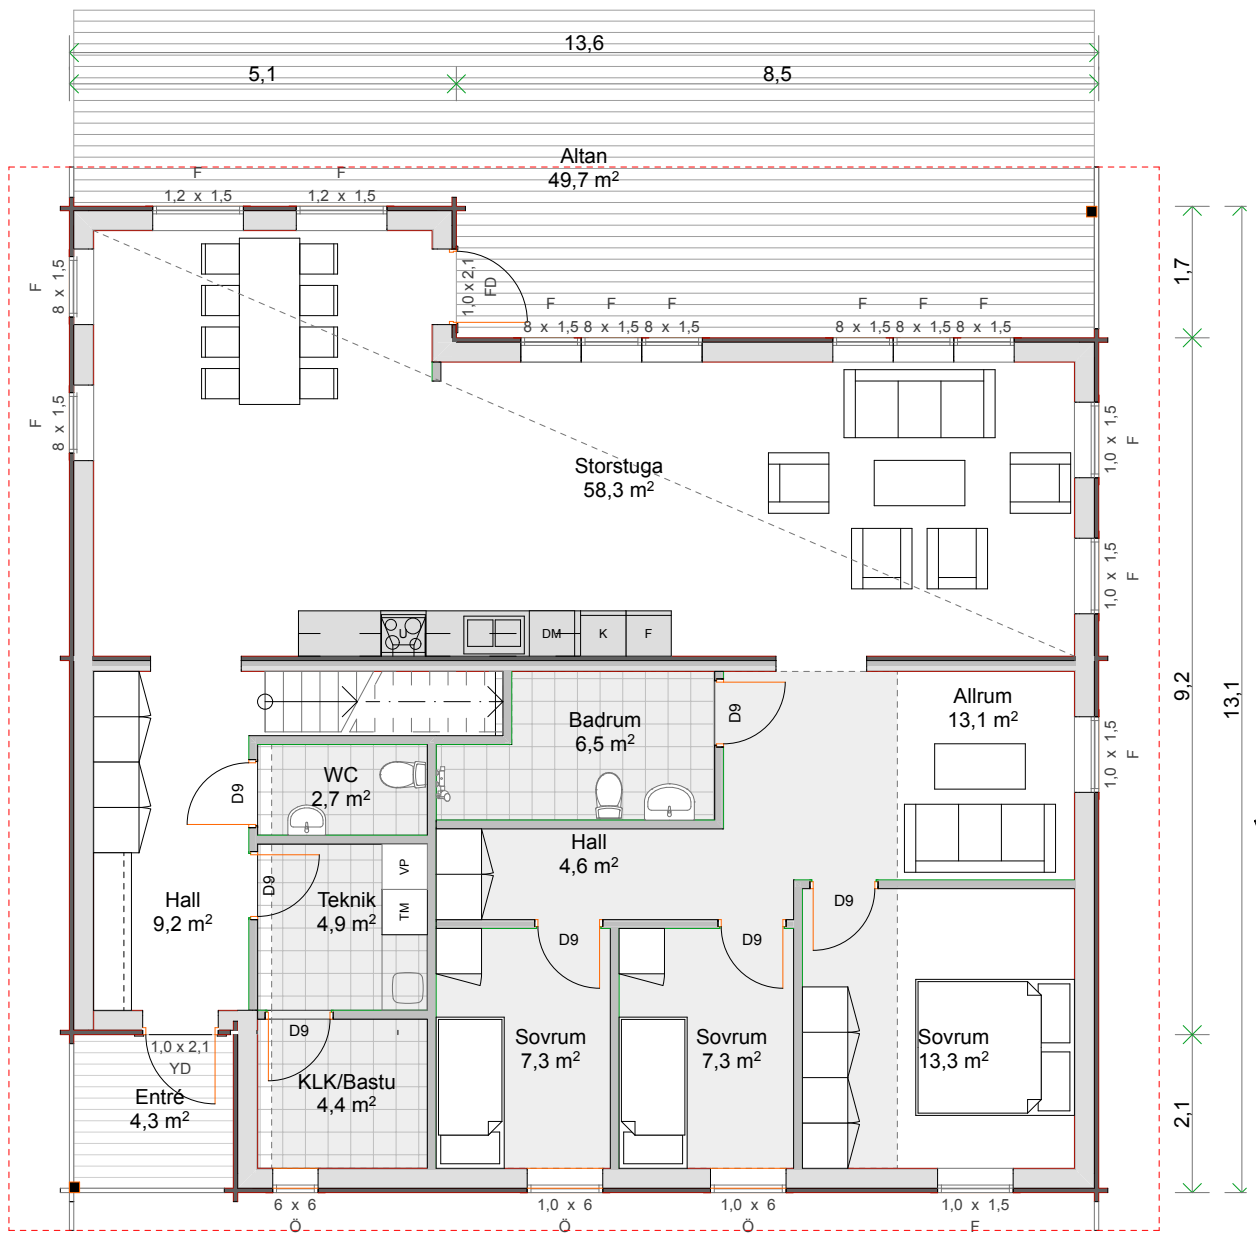 13,6
5,1
8,5
Altan
49,7 m²
F
F
1,2 x 1,5
1,2 x 1,5
1,7
F
8 x 1,5
1,0 x 2,1
FD
F
F
F
8 x 1,5
8 x 1,5
8 x 1,5
F
F
F
8 x 1,5
8 x 1,5
8 x 1,5
F
8 x 1,5
1,0 x 1,5
F
Storstuga
58,3 m²
1,0 x 1,5
F
U
DM
K
F
9,2
13,1
Allrum
13,1 m²
Badrum
6,5 m²
D9
1,0 x 1,5
F
WC
2,7 m²
D9
Hall
4,6 m²
VP
D9
Teknik
4,9 m²
TM
Hall
9,2 m²
D9
D9
D9
D9
Sovrum
7,3 m²
Sovrum
7,3 m²
Sovrum
13,3 m²
1,0 x 2,1
YD
KLK/Bastu
4,4 m²
Entré
4,3 m²
2,1
6 x 6
Ö
1,0 x 6
Ö
1,0 x 6
Ö
1,0 x 1,5
F